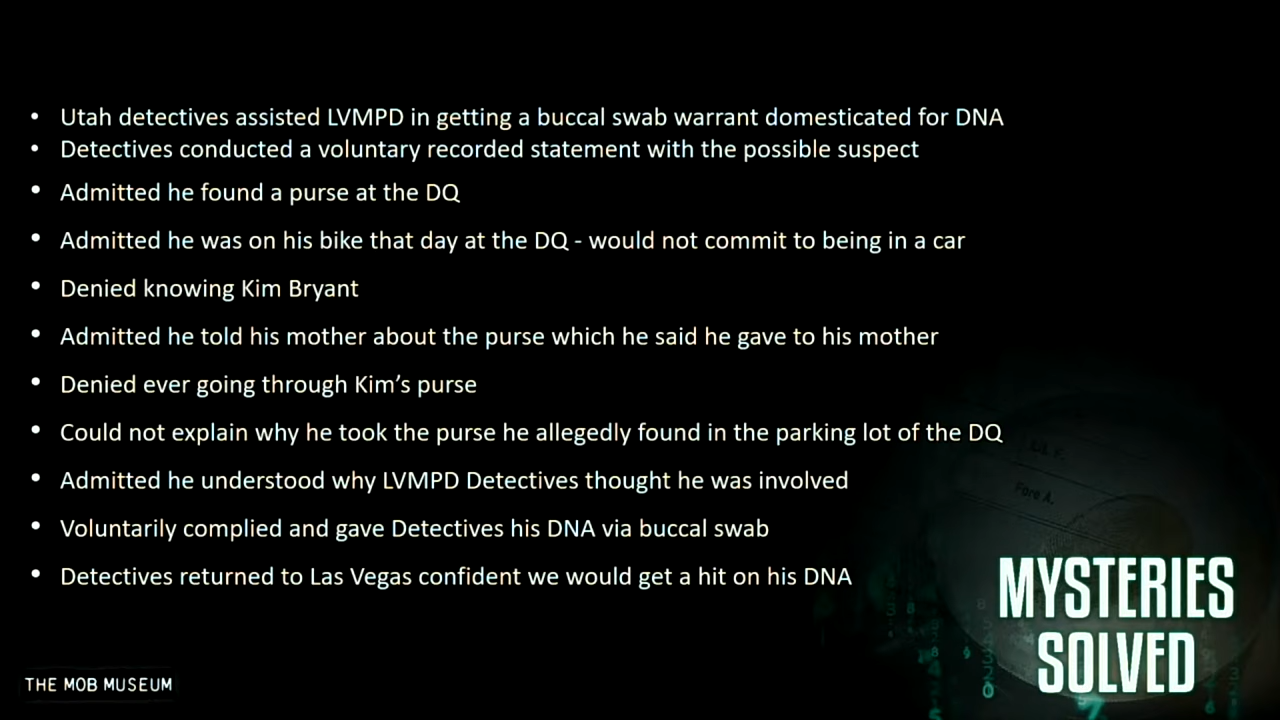 • Utah detectives assisted LVMPD in getting a buccal swab warrant domesticated for DNA
• Detectives conducted a voluntary recorded statement with the possible suspect
• Admitted he found a purse at the DQ
• Admitted he was on his bike that day at the DQ - would not commit to being in a car
• Denied knowing Kim Bryant
• Admitted he told his mother about the purse which he said he gave to his mother
• Denied ever going through Kim’s purse
• Could not explain why he took the purse he allegedly found in the parking lot of the DQ
• Admitted he understood why LVMPD Detectives thought he was involved
• Voluntarily complied and gave Detectives his DNA via buccal swab
• Detectives returned to Las Vegas confident we would get a hit on his DNA
Fore A.
MYSTERIES
SOLVED
THE MOB MUSEUM